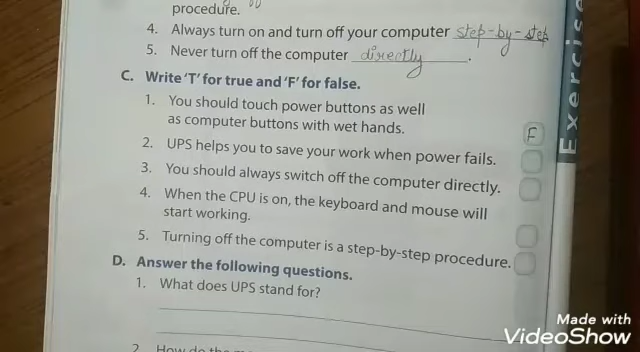 procedure.
4. Always turn on and turn off your computer step-by-step
5. Never turn off the computer directly.
C. Write 'T' for true and 'F' for false.
1. You should touch power buttons as well
as computer buttons with wet hands. F
2. UPS helps you to save your work when power fails.
3. You should always switch off the computer directly.
4. When the CPU is on, the keyboard and mouse will
start working.
5. Turning off the computer is a step-by-step procedure.
D. Answer the following questions.
1. What does UPS stand for?
2. How do the
Exercise
Made with
VideoShow